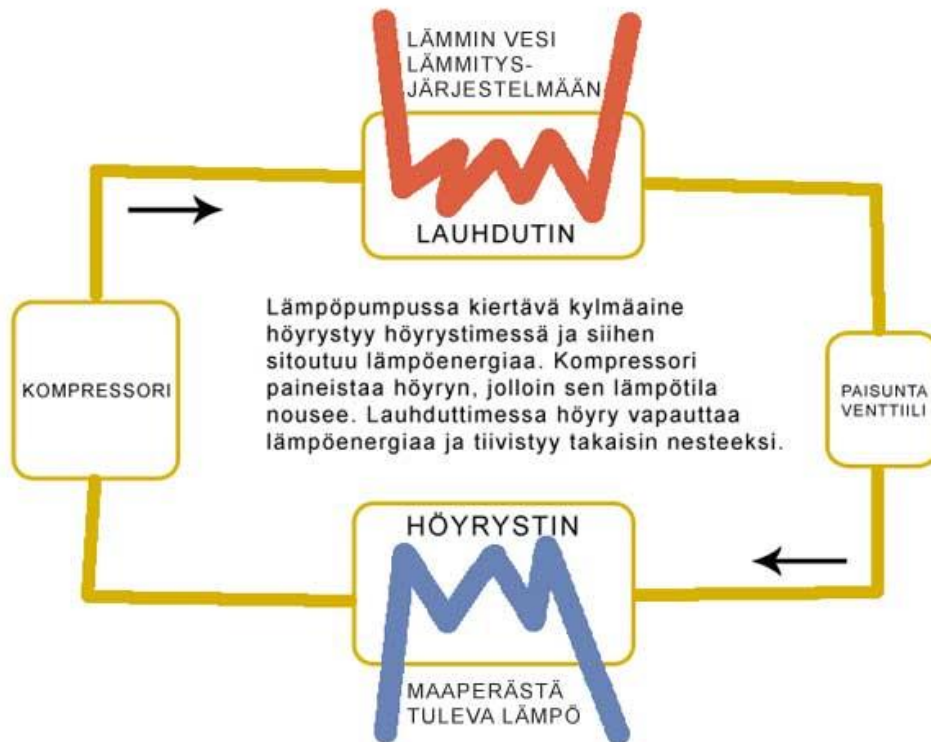 LÄMMIN VESI
LÄMMITYS-
JÄRJESTELMÄÄN
LAUHDUTIN
Lämpöpumpussa kiertävä kylmäaine
höyrystyy höyrystimessä ja siihen
sitoutuu lämpöenergiaa. Kompressori
paineistaa höyryn, jolloin sen lämpötila
nousee. Lauhduttimessa höyry vapauttaa
lämpöenergiaa ja tiivistyy takaisin nesteeksi.
KOMPRESSORI
PAISUNTA
VENTTIILI
HÖYRYSTIN
MAAPERÄSTÄ
TULEVA LÄMPÖ